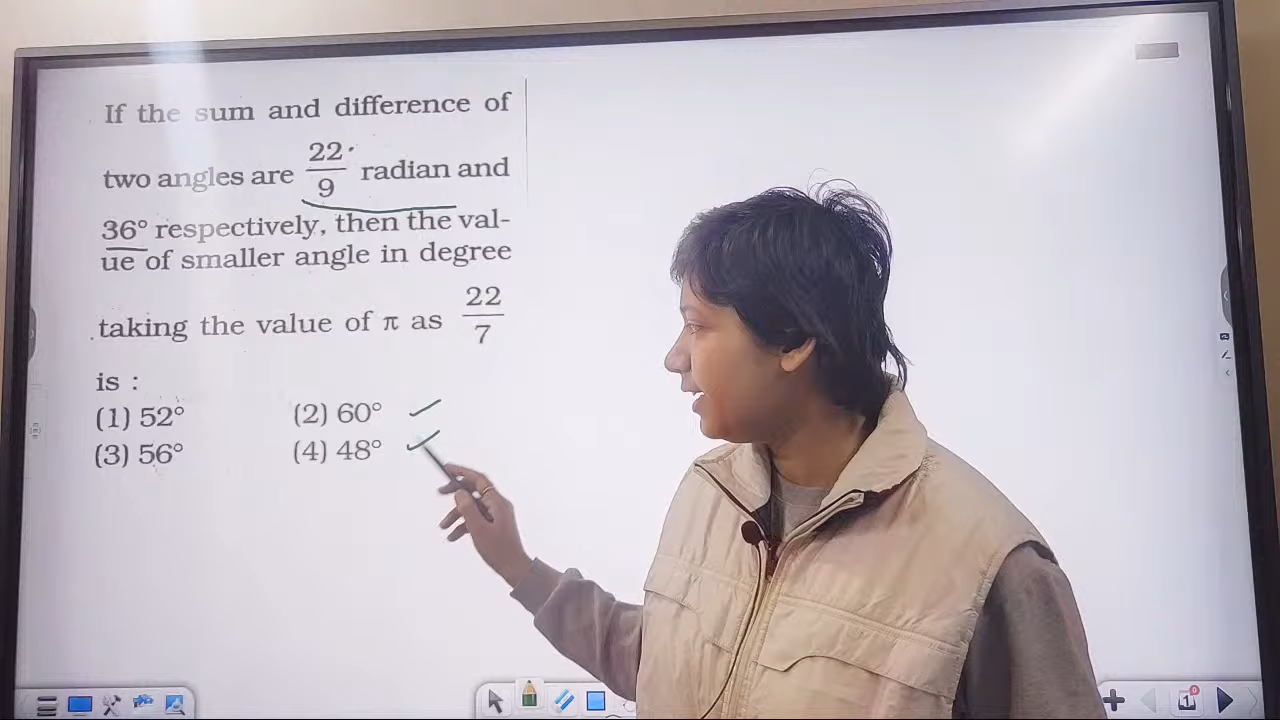 If the sum and difference of
two angles are 22/9 radian and
36° respectively, then the val-
ue of smaller angle in degree
taking the value of π as 22/7
is :
(1) 52° (2) 60°
(3) 56° (4) 48°
1
0